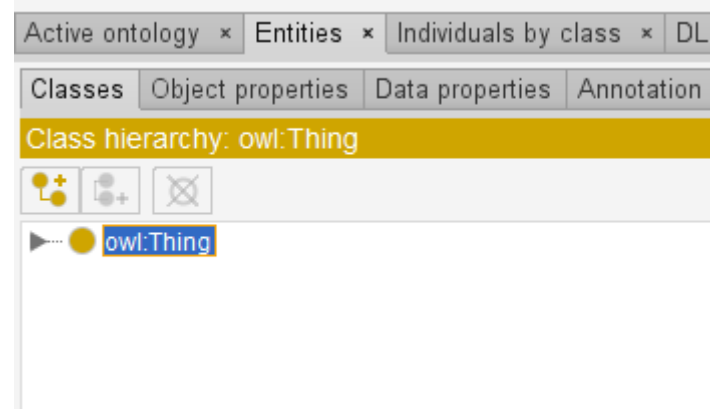 Active ontology × Entities × Individuals by class × DL
Classes Object properties Data properties Annotation
Class hierarchy: owl:Thing
owl:Thing